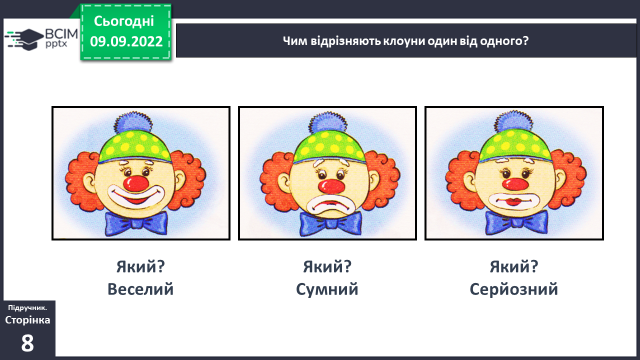 Сьогодні
09.09.2022
ВСІМ
pptx
Чим відрізняють клоуни один від одного?
Який?
Веселий
Який?
Сумний
Який?
Серйозний
Підручник.
Сторінка
8